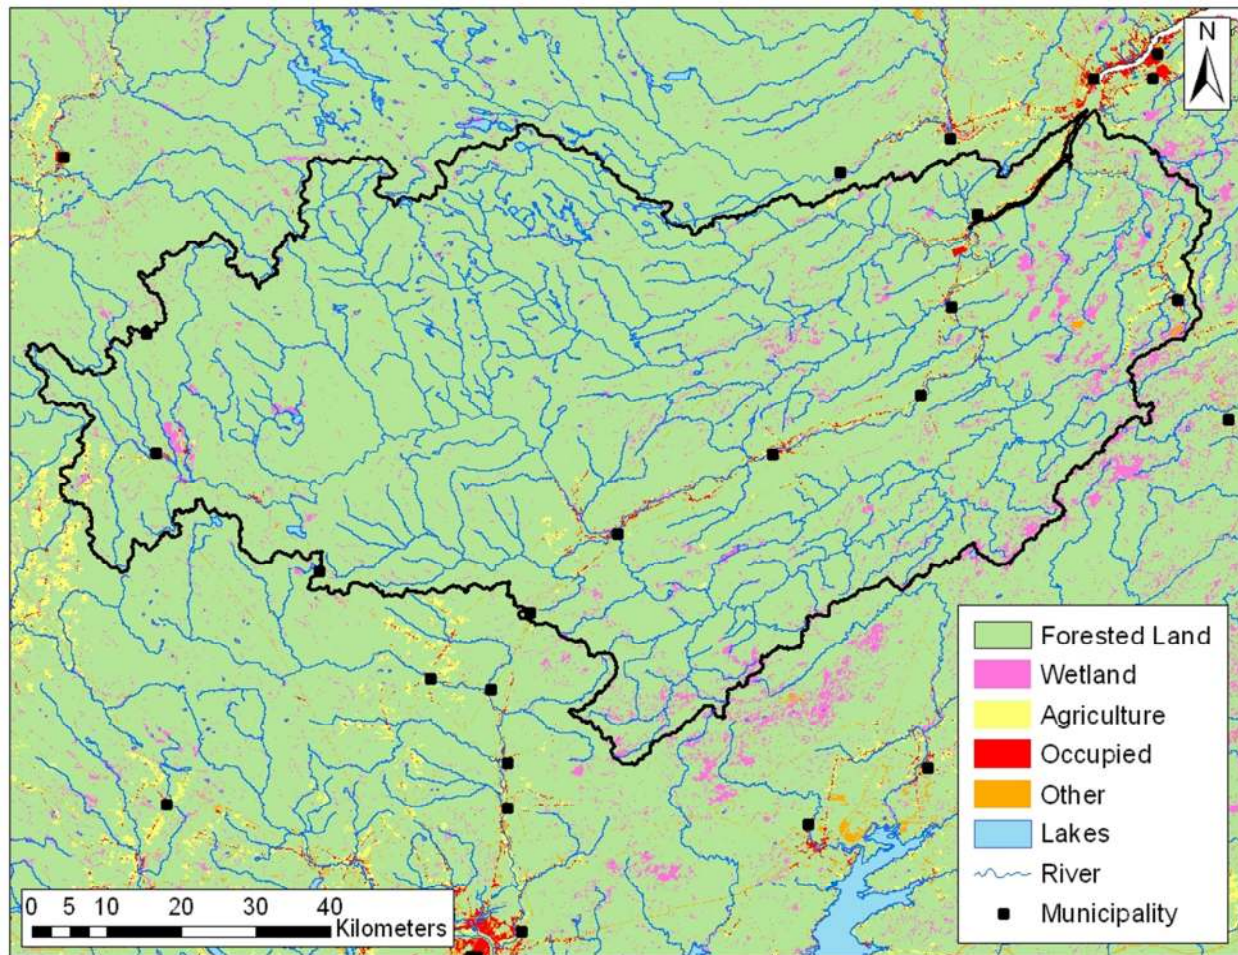 N
Forested Land
Wetland
Agriculture
Occupied
Other
Lakes
River
Municipality
0 5 10 20 30 40
Kilometers